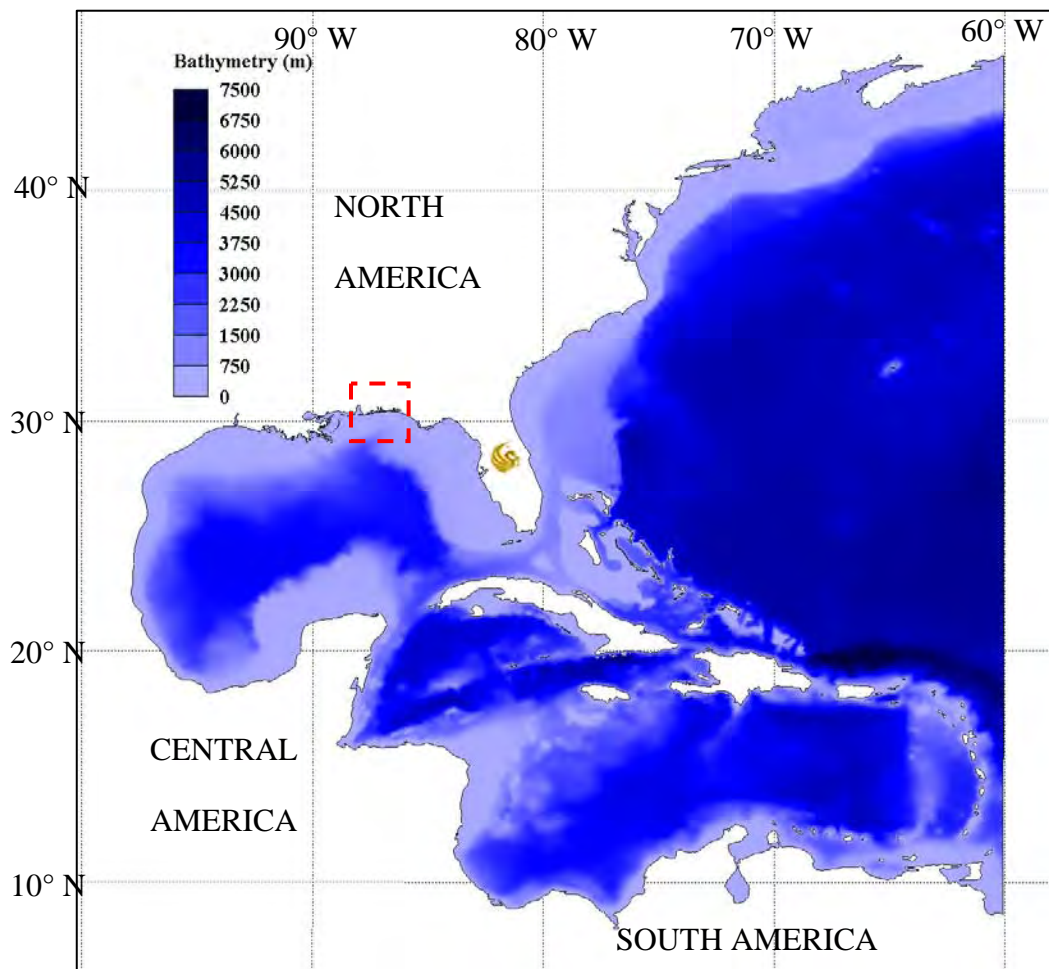 90° W
80° W
70° W
60° W
Bathymetry (m)
7500
6750
6000
5250
4500
3750
3000
2250
1500
750
0
40° N
NORTH
AMERICA
30° N
20° N
CENTRAL
AMERICA
10° N
SOUTH AMERICA